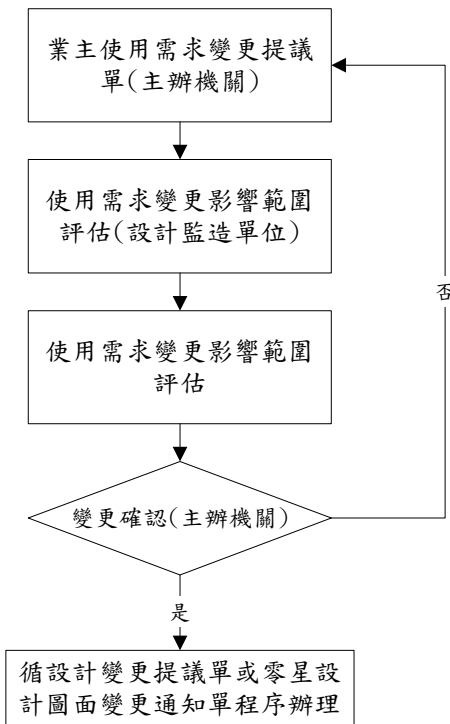 業主使用需求變更提議
單(主辦機關)
使用需求變更影響範圍
評估(設計監造單位)
否
使用需求變更影響範圍
評估
變更確認(主辦機關)
是
循設計變更提議單或零星設
計圖面變更通知單程序辦理